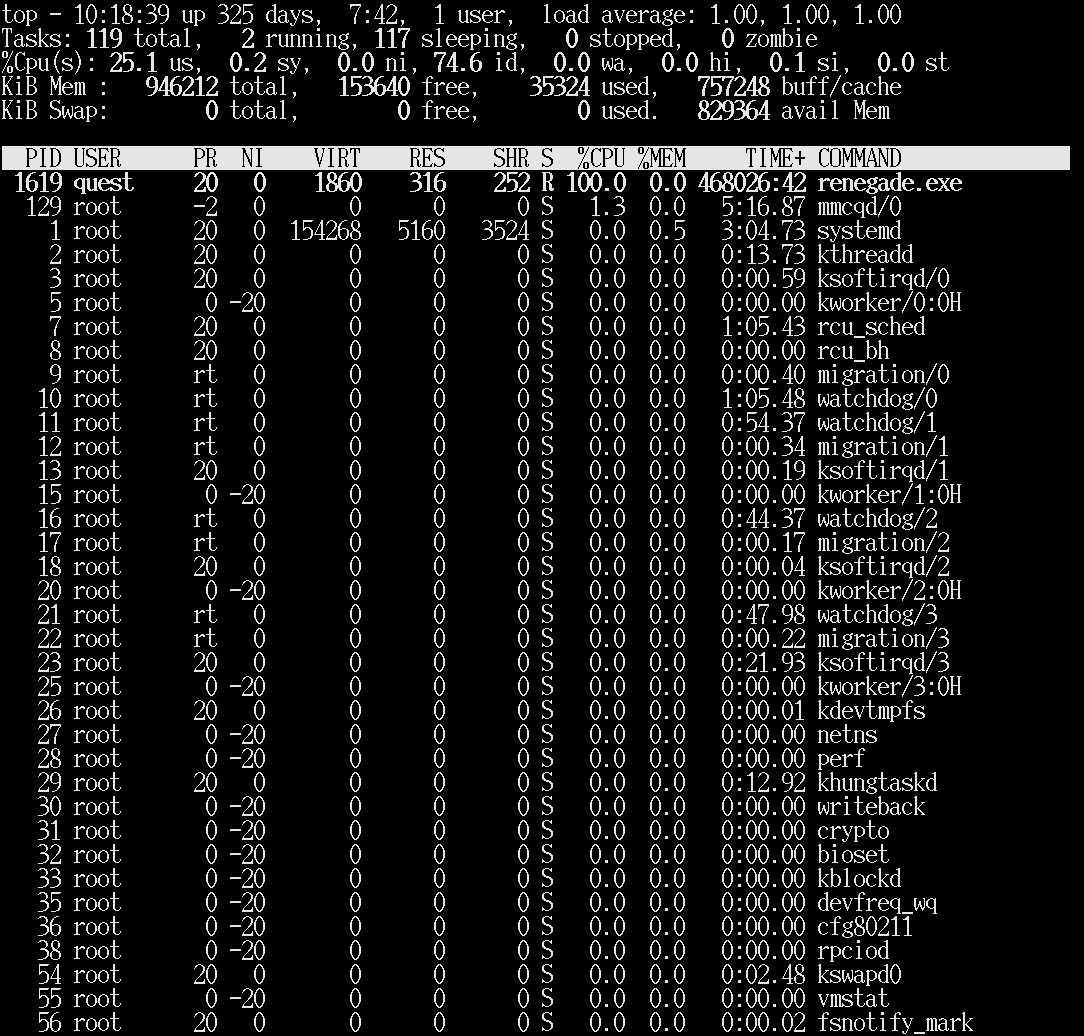 top - 10:18:39 up 325 days,  7:42,  1 user,  load average: 1.00, 1.00, 1.00
Tasks: 119 total,   2 running, 117 sleeping,   0 stopped,   0 zombie
%Cpu(s): 25.1 us,  0.2 sy,  0.0 ni, 74.6 id,  0.0 wa,  0.0 hi,  0.1 si,  0.0 st
KiB Mem :   946212 total,   153640 free,    35324 used,   757248 buff/cache
KiB Swap:        0 total,        0 free,        0 used.   829364 avail Mem
  PID USER      PR  NI    VIRT    RES    SHR S  %CPU %MEM     TIME+ COMMAND
 1619 quest     20   0    1860    316    252 R 100.0  0.0 468026:42 renegade.exe
  129 root      -2   0       0      0      0 S   1.3  0.0   5:16.87 mmcqd/0
    1 root      20   0  154268   5160   3524 S   0.0  0.5   3:04.73 systemd
    2 root      20   0       0      0      0 S   0.0  0.0   0:13.73 kthreadd
    3 root      20   0       0      0      0 S   0.0  0.0   0:00.59 ksoftirqd/0
    5 root       0 -20       0      0      0 S   0.0  0.0   0:00.00 kworker/0:0H
    7 root      20   0       0      0      0 S   0.0  0.0   1:05.43 rcu_sched
    8 root      20   0       0      0      0 S   0.0  0.0   0:00.00 rcu_bh
    9 root      rt   0       0      0      0 S   0.0  0.0   0:00.40 migration/0
   10 root      rt   0       0      0      0 S   0.0  0.0   1:05.48 watchdog/0
   11 root      rt   0       0      0      0 S   0.0  0.0   0:54.37 watchdog/1
   12 root      rt   0       0      0      0 S   0.0  0.0   0:00.34 migration/1
   13 root      20   0       0      0      0 S   0.0  0.0   0:00.19 ksoftirqd/1
   15 root       0 -20       0      0      0 S   0.0  0.0   0:00.00 kworker/1:0H
   16 root      rt   0       0      0      0 S   0.0  0.0   0:44.37 watchdog/2
   17 root      rt   0       0      0      0 S   0.0  0.0   0:00.17 migration/2
   18 root      20   0       0      0      0 S   0.0  0.0   0:00.04 ksoftirqd/2
   20 root       0 -20       0      0      0 S   0.0  0.0   0:00.00 kworker/2:0H
   21 root      rt   0       0      0      0 S   0.0  0.0   0:47.98 watchdog/3
   22 root      rt   0       0      0      0 S   0.0  0.0   0:00.22 migration/3
   23 root      20   0       0      0      0 S   0.0  0.0   0:21.93 ksoftirqd/3
   25 root       0 -20       0      0      0 S   0.0  0.0   0:00.00 kworker/3:0H
   26 root      20   0       0      0      0 S   0.0  0.0   0:00.01 kdevtmpfs
   27 root       0 -20       0      0      0 S   0.0  0.0   0:00.00 netns
   28 root       0 -20       0      0      0 S   0.0  0.0   0:00.00 perf
   29 root      20   0       0      0      0 S   0.0  0.0   0:12.92 khungtaskd
   30 root       0 -20       0      0      0 S   0.0  0.0   0:00.00 writeback
   31 root       0 -20       0      0      0 S   0.0  0.0   0:00.00 crypto
   32 root       0 -20       0      0      0 S   0.0  0.0   0:00.00 bioset
   33 root       0 -20       0      0      0 S   0.0  0.0   0:00.00 kblockd
   35 root       0 -20       0      0      0 S   0.0  0.0   0:00.00 devfreq_wq
   36 root       0 -20       0      0      0 S   0.0  0.0   0:00.00 cfg80211
   38 root       0 -20       0      0      0 S   0.0  0.0   0:00.00 rpciod
   54 root      20   0       0      0      0 S   0.0  0.0   0:02.48 kswapd0
   55 root       0 -20       0      0      0 S   0.0  0.0   0:00.00 vmstat
   56 root      20   0       0      0      0 S   0.0  0.0   0:00.02 fsnotify_mark